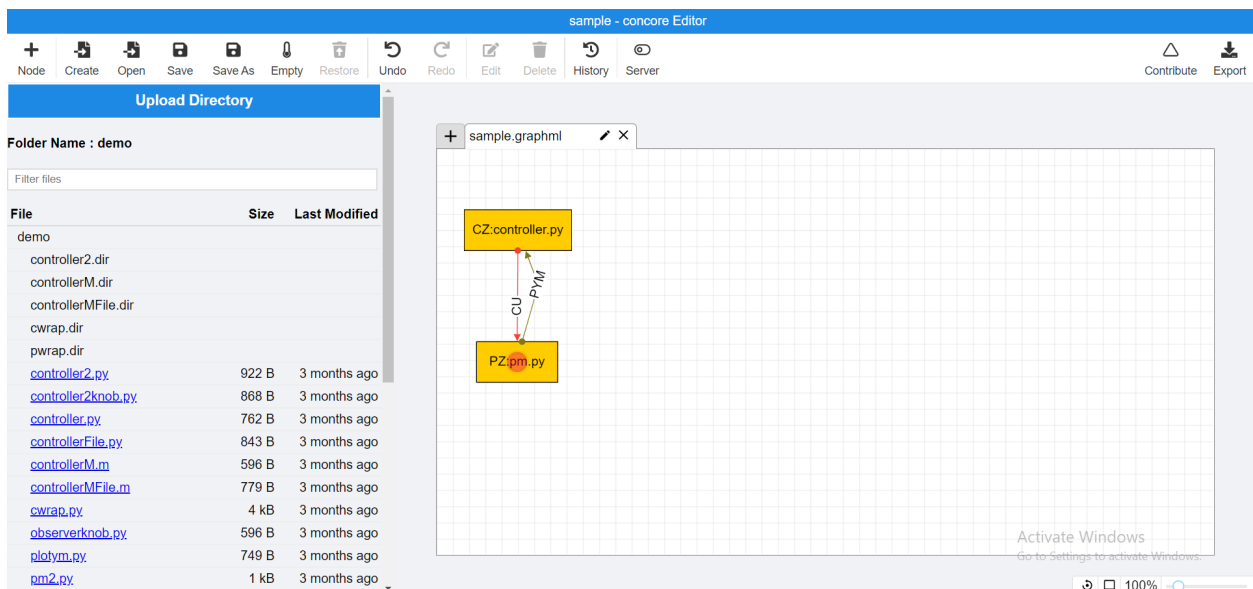 sample - concore Editor
Node Create Open Save Save As Empty Restore Undo Redo Edit Delete History Server Contribute Export
Upload Directory
Folder Name : demo
Filter files
File Size Last Modified
demo
controller2.dir
controllerM.dir
controllerMFile.dir
cwrap.dir
pwrap.dir
controller2.py 922 B 3 months ago
controller2knob.py 868 B 3 months ago
controller.py 762 B 3 months ago
controllerFile.py 843 B 3 months ago
controllerM.m 596 B 3 months ago
controllerMFile.m 779 B 3 months ago
cwrap.py 4 kB 3 months ago
observerknob.py 596 B 3 months ago
plotym.py 749 B 3 months ago
pm2.py 1 kB 3 months ago
sample.graphml
CZ:controller.py
PYM
CU
PZ:pm.py
Activate Windows
Go to Settings to activate Windows.
100%